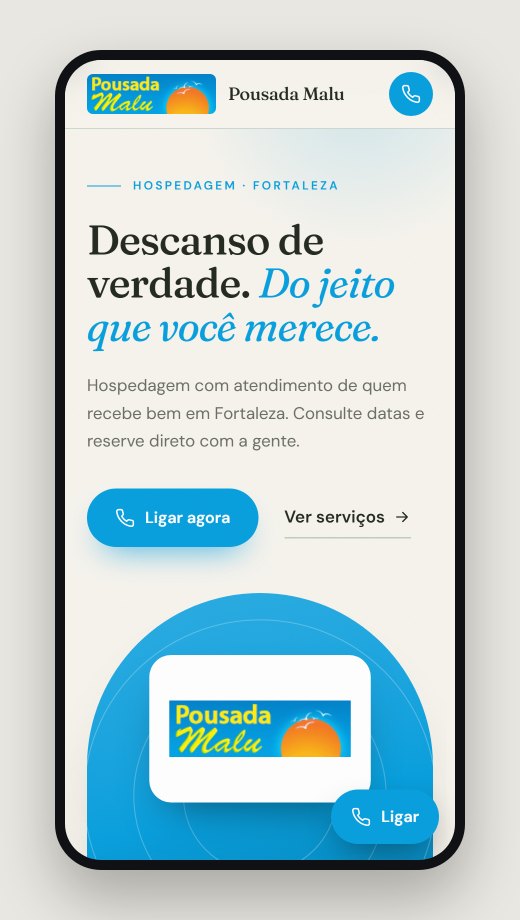 Pousada
Malu
Pousada Malu
HOSPEDAGEM · FORTALEZA
Descanso de
verdade. Do jeito
que você merece.
Hospedagem com atendimento de quem
recebe bem em Fortaleza. Consulte datas e
reserve direto com a gente.
Ligar agora
Ver serviços →
Pousada
Malu
Ligar